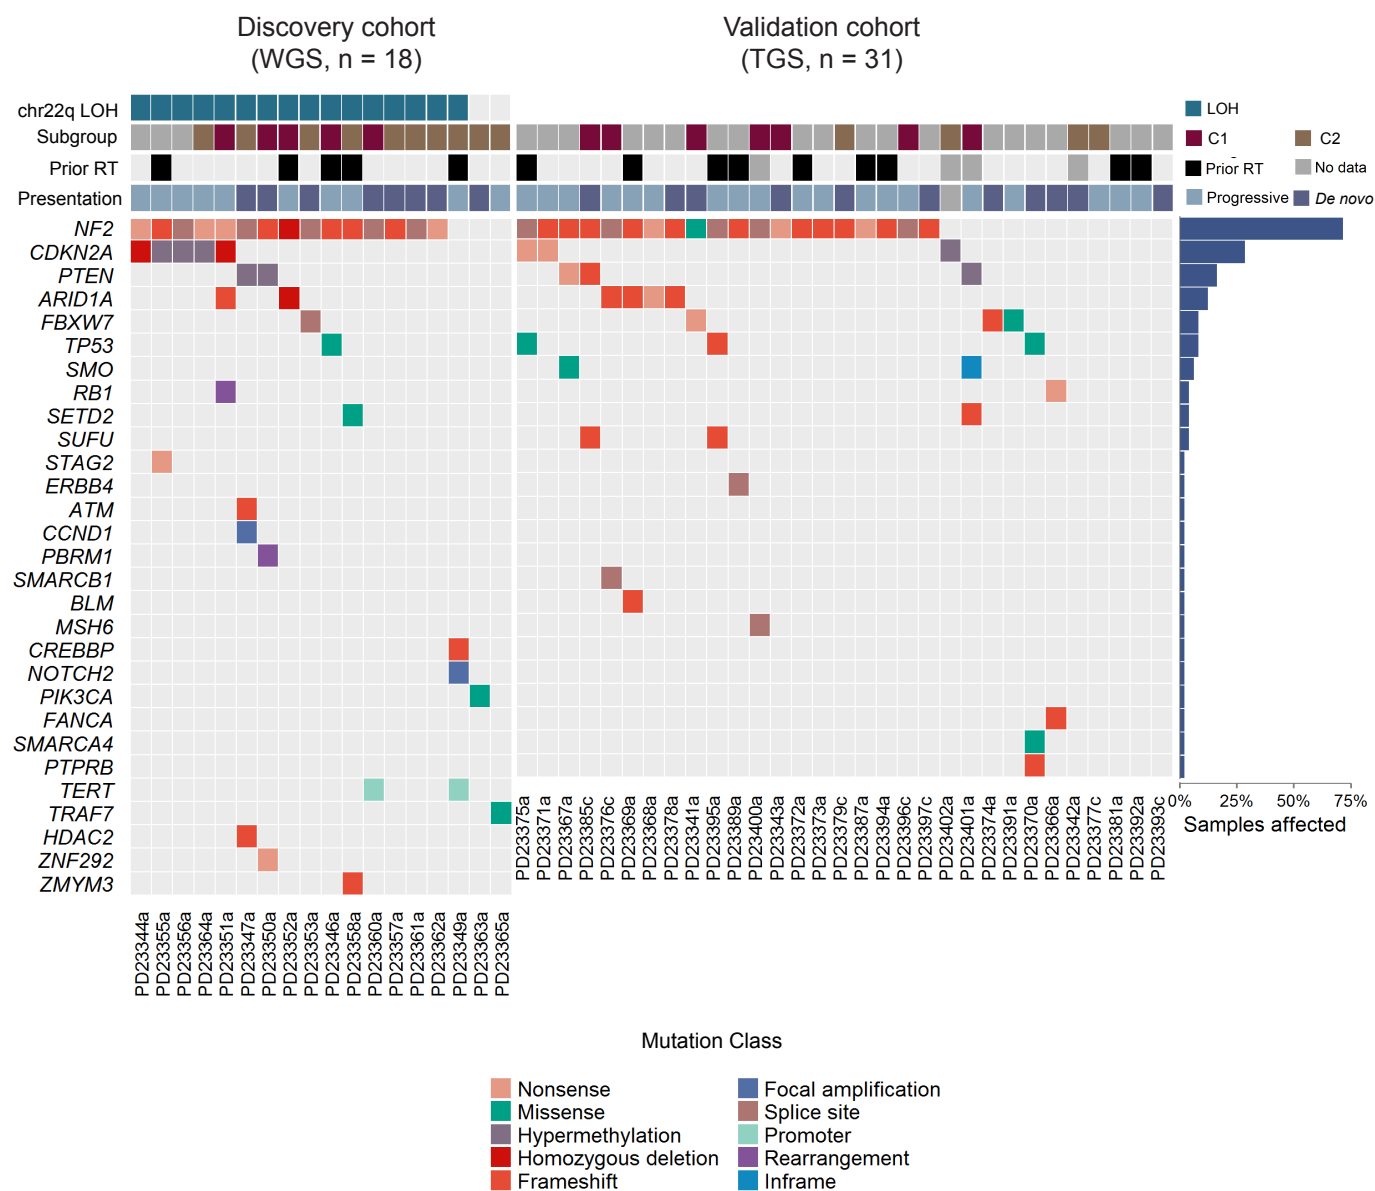 Discovery cohort
(WGS, n = 18)
Validation cohort
(TGS, n = 31)
chr22q LOH
Subgroup
Prior RT
Presentation
LOH
C1
C2
Prior RT
No data
Progressive
De novo
NF2
CDKN2A
PTEN
ARID1A
FBXW7
TP53
SMO
RB1
SETD2
SUFU
STAG2
ERBB4
ATM
CCND1
PBRM1
SMARCB1
BLM
MSH6
CREBBP
NOTCH2
PIK3CA
FANCA
SMARCA4
PTPRB
TERT
TRAF7
HDAC2
ZNF292
ZMYM3
0%
25%
50%
75%
Samples affected
PD23375a
PD23371a
PD23367a
PD23385c
PD23376c
PD23369a
PD23368a
PD23378a
PD23341a
PD23395a
PD23389a
PD23400a
PD23343a
PD23372a
PD23373a
PD23379c
PD23387a
PD23394a
PD23396c
PD23397c
PD23402a
PD23401a
PD23374a
PD23391a
PD23370a
PD23366a
PD23342a
PD23377c
PD23381a
PD23392a
PD23393c
PD23344a
PD23355a
PD23356a
PD23364a
PD23351a
PD23347a
PD23350a
PD23352a
PD23353a
PD23346a
PD23358a
PD23360a
PD23357a
PD23361a
PD23362a
PD23349a
PD23363a
PD23365a
Mutation Class
Nonsense
Missense
Hypermethylation
Homozygous deletion
Frameshift
Focal amplification
Splice site
Promoter
Rearrangement
Inframe